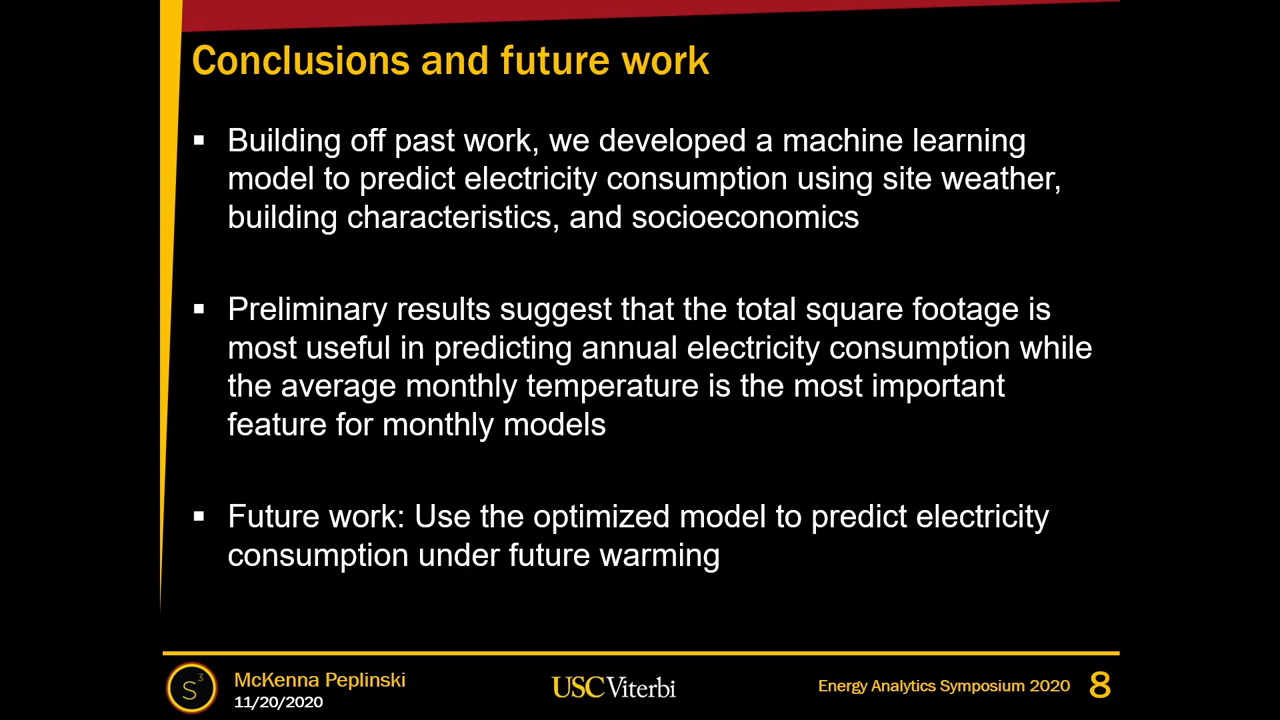 Conclusions and future work
▪ Building off past work, we developed a machine learning
model to predict electricity consumption using site weather,
building characteristics, and socioeconomics
▪ Preliminary results suggest that the total square footage is
most useful in predicting annual electricity consumption while
the average monthly temperature is the most important
feature for monthly models
▪ Future work: Use the optimized model to predict electricity
consumption under future warming
S3
McKenna Peplinski
11/20/2020
USC Viterbi
Energy Analytics Symposium 2020
8